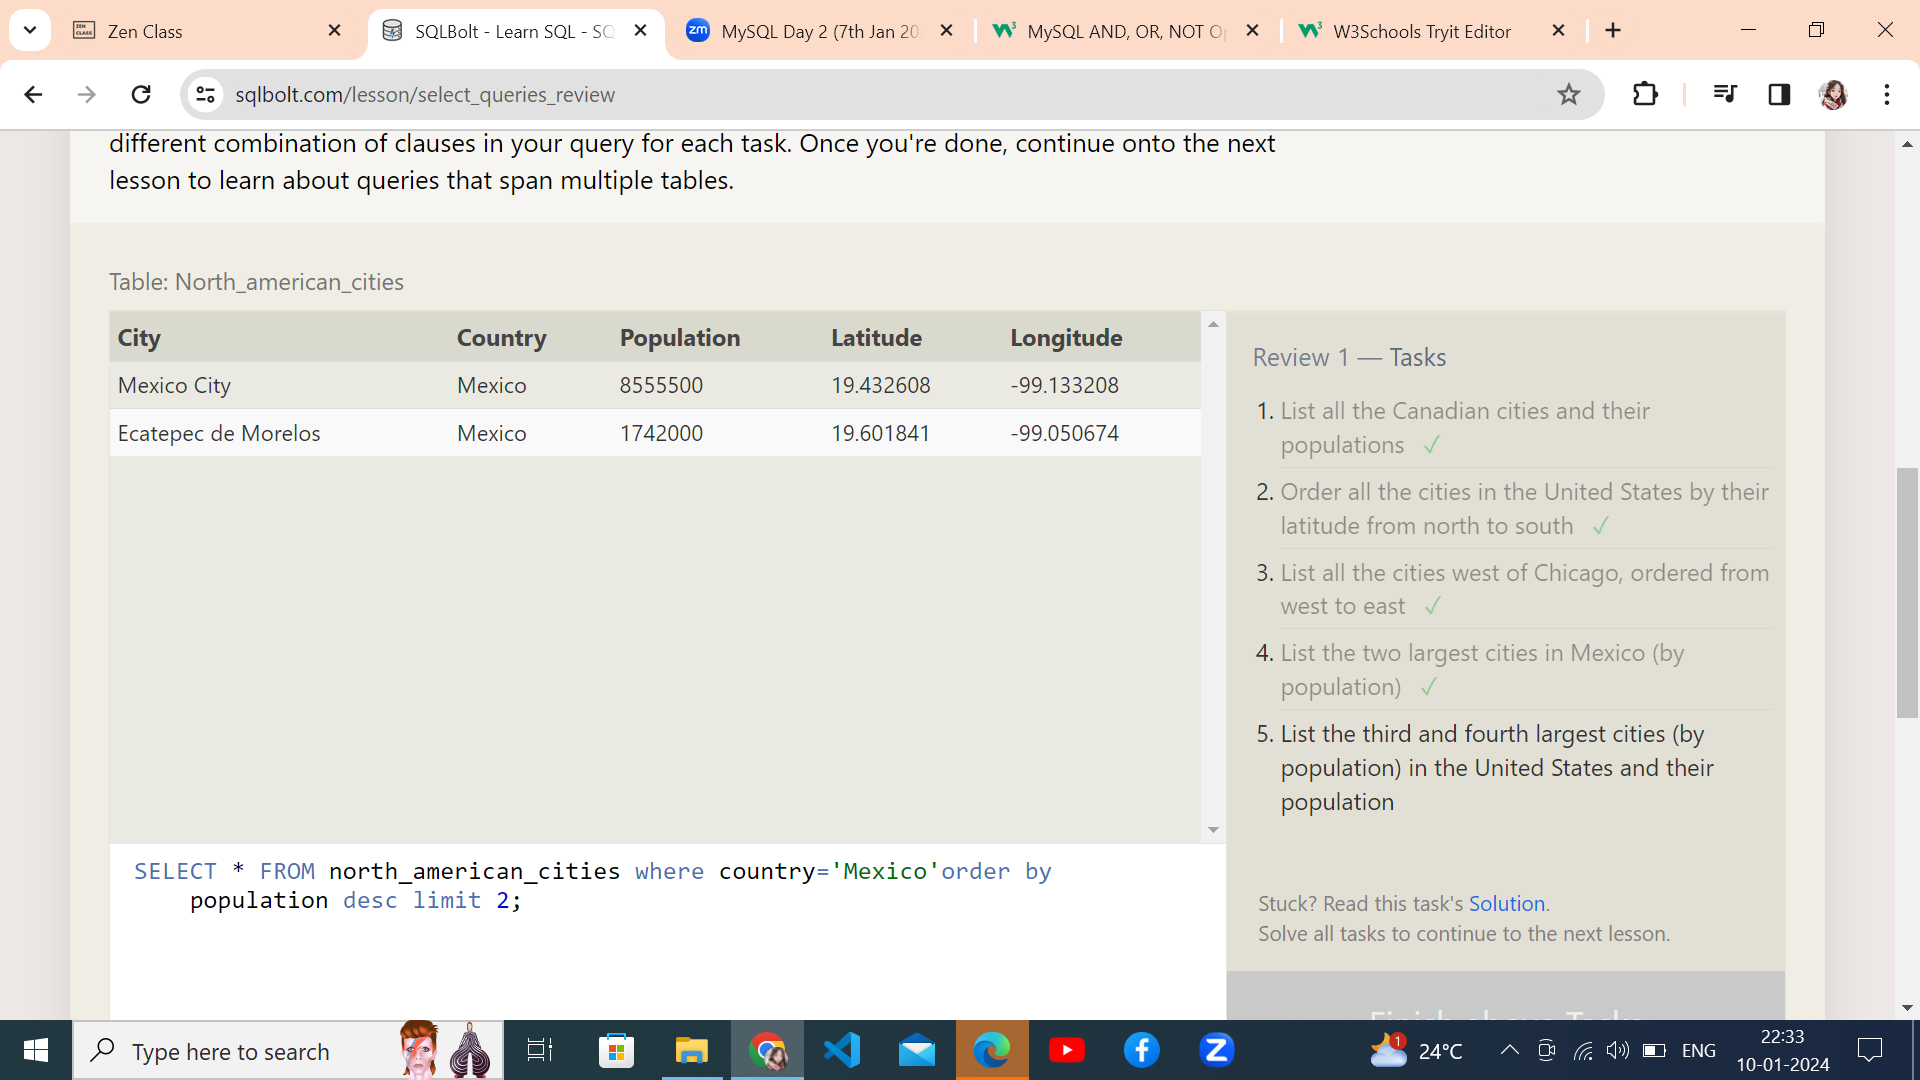 Zen Class
SQLBolt - Learn SQL - SQ
MySQL Day 2 (7th Jan 20
MySQL AND, OR, NOT Op
W3Schools Tryit Editor
sqlbolt.com/lesson/select_queries_review
different combination of clauses in your query for each task. Once you're done, continue onto the next
lesson to learn about queries that span multiple tables.
Table: North_american_cities
City Country Population Latitude Longitude
Mexico City Mexico 8555500 19.432608 -99.133208
Ecatepec de Morelos Mexico 1742000 19.601841 -99.050674
SELECT * FROM north_american_cities where country='Mexico'order by
population desc limit 2;
Review 1 — Tasks
1. List all the Canadian cities and their
populations ✓
2. Order all the cities in the United States by their
latitude from north to south ✓
3. List all the cities west of Chicago, ordered from
west to east ✓
4. List the two largest cities in Mexico (by
population) ✓
5. List the third and fourth largest cities (by
population) in the United States and their
population
Stuck? Read this task's Solution.
Solve all tasks to continue to the next lesson.
Finish above Tasks
Type here to search
1
24°C
ENG
22:33
10-01-2024